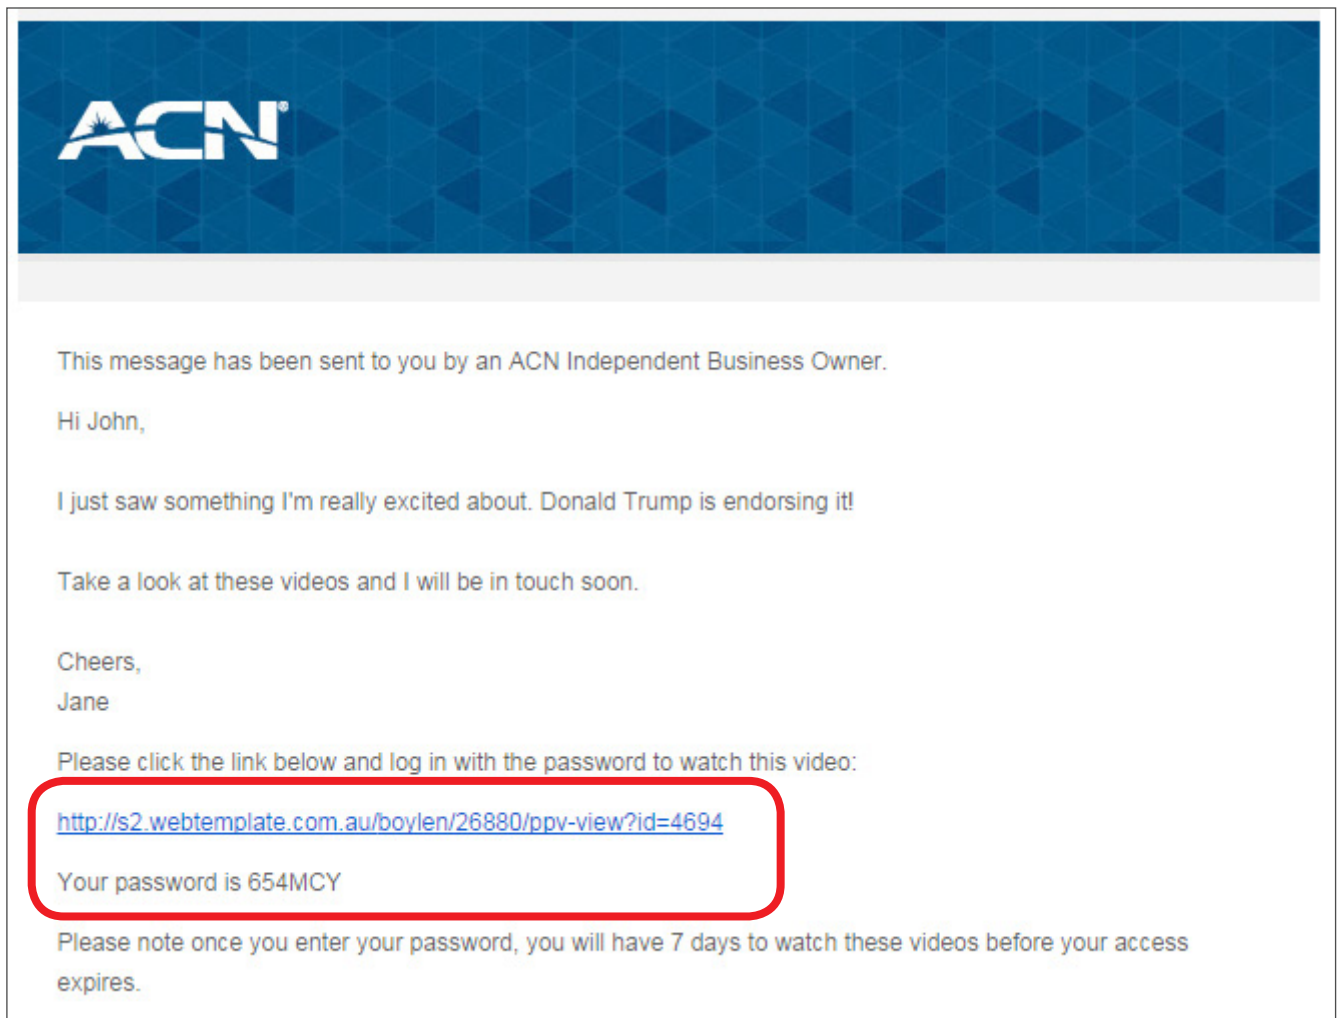 ACN®
This message has been sent to you by an ACN Independent Business Owner.
Hi John,
I just saw something I'm really excited about. Donald Trump is endorsing it!
Take a look at these videos and I will be in touch soon.
Cheers,
Jane
Please click the link below and log in with the password to watch this video:
http://s2.webtemplate.com.au/boylen/26880/ppv-view?id=4694
Your password is 654MCY
Please note once you enter your password, you will have 7 days to watch these videos before your access
expires.